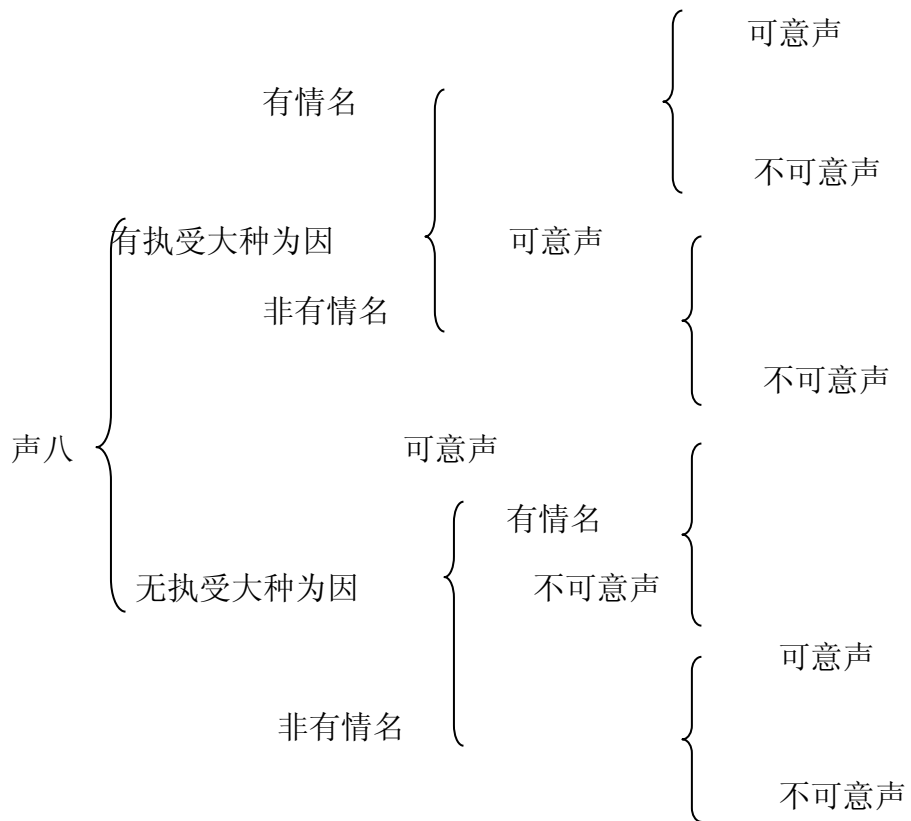 可意声
有情名
不可意声
有执受大种为因 可意声
非有情名
不可意声
声八 可意声
有情名
无执受大种为因 不可意声
可意声
非有情名
不可意声